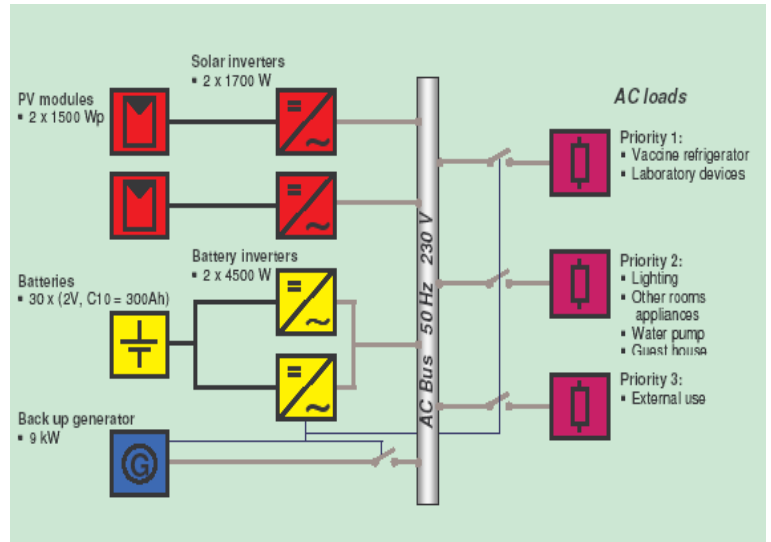 Solar inverters
▪ 2 x 1700 W
PV modules
▪ 2 x 1500 Wp
Battery inverters
▪ 2 x 4500 W
Batteries
▪ 30 x (2V, C10 = 300Ah)
Back up generator
▪ 9 kW
G
AC Bus 50 Hz 230 V
AC loads
Priority 1:
▪ Vaccine refrigerator
▪ Laboratory devices
Priority 2:
▪ Lighting
▪ Other rooms
appliances
▪ Water pump
▪ Guest house
Priority 3:
▪ External use